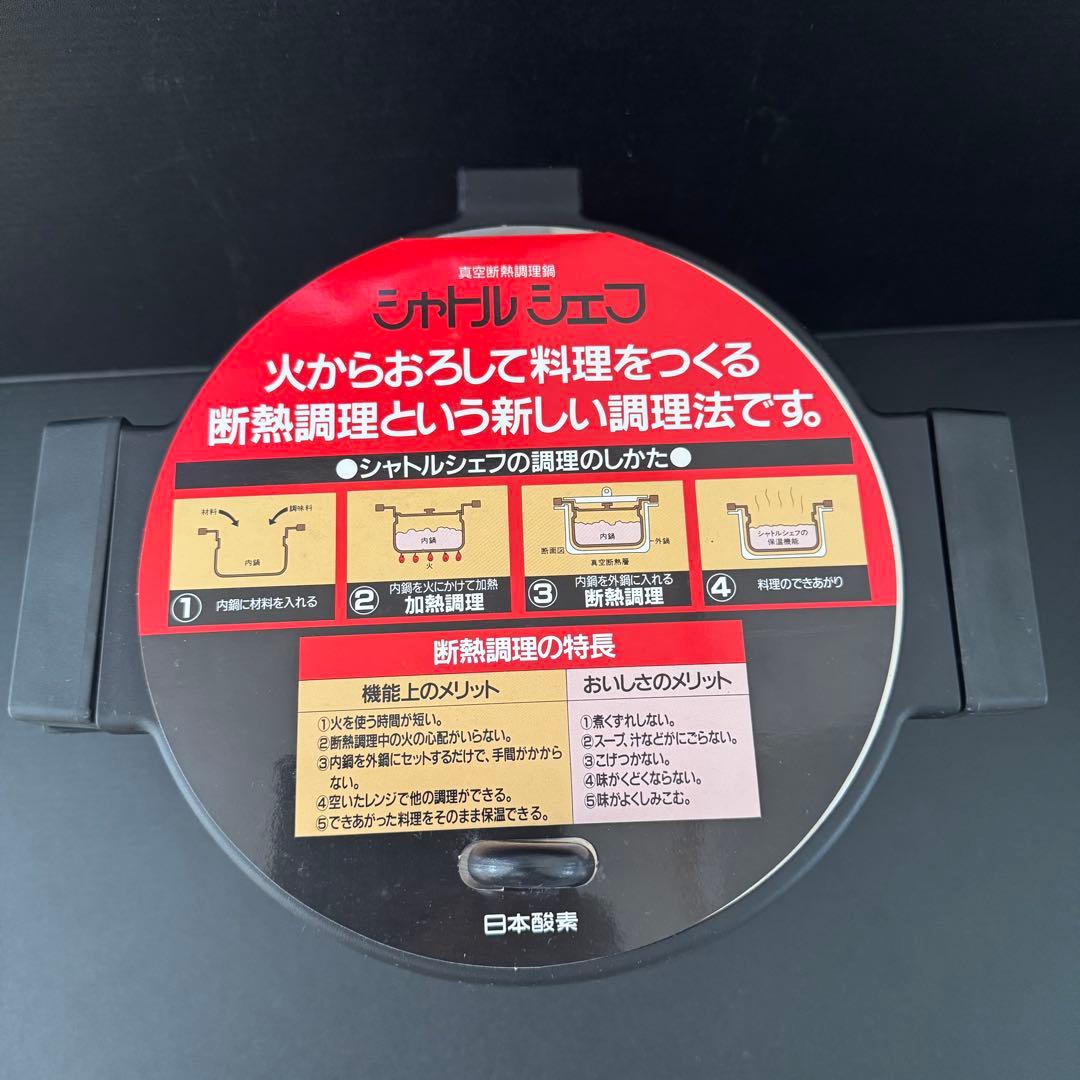 真空断熱調理鍋
シャトルシェフ
火からおろして料理をつくる
断熱調理という新しい調理法です。
●シャトルシェフの調理のしかた●
材料
調味料
内鍋
①内鍋に材料を入れる
内鍋
火
②内鍋を火にかけて加熱
加熱調理
内鍋
断面図
外鍋
真空断熱層
③内鍋を外鍋に入れる
断熱調理
シャトルシェフの
保温機能
④料理のできあがり
断熱調理の特長
機能上のメリット
①火を使う時間が短い。
②断熱調理中の火の心配がいらない。
③内鍋を外鍋にセットするだけで、手間がかから
ない。
④空いたレンジで他の調理ができる。
⑤できあがった料理をそのまま保温できる。
おいしさのメリット
①煮くずれしない。
②スープ、汁などがにごらない。
③こげつかない。
④味がくどくならない。
⑤味がよくしみこむ。
日本酸素